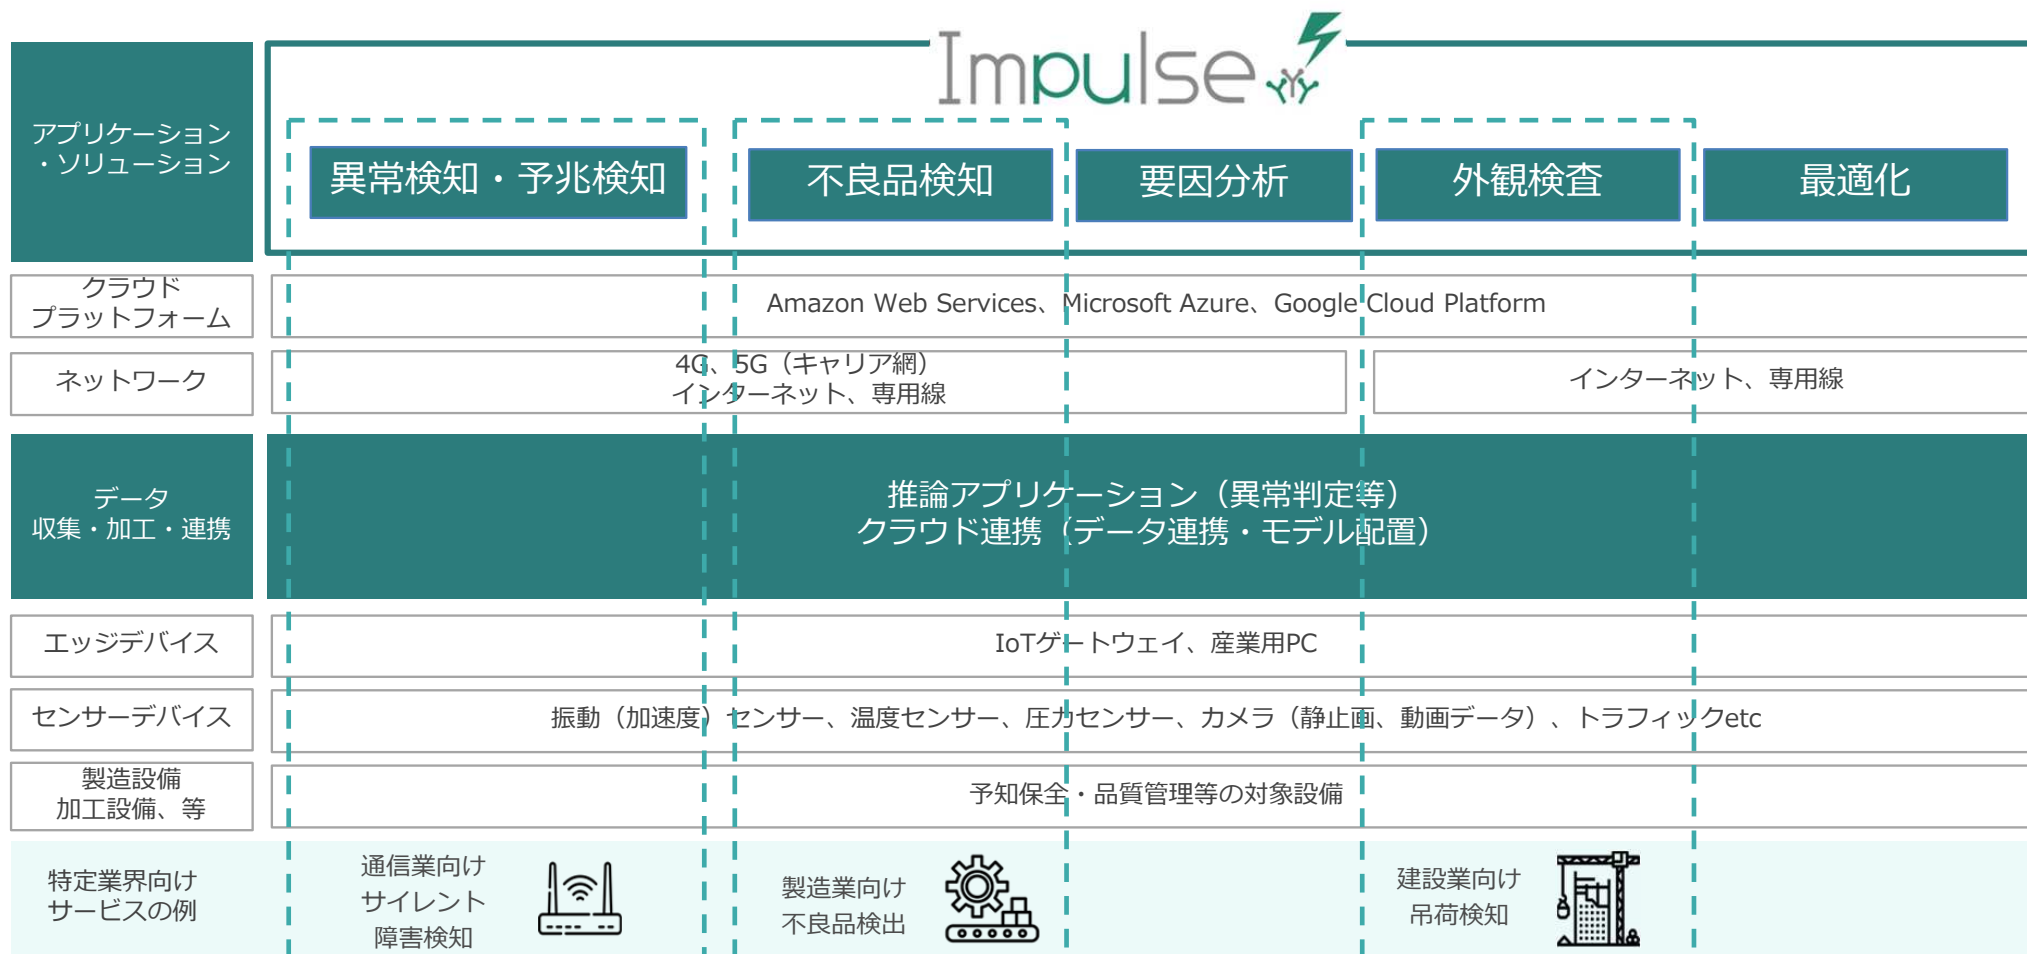 Impulse
アプリケーション
・ソリューション
異常検知・予兆検知
不良品検知
要因分析
外観検査
最適化
クラウド
プラットフォーム
Amazon Web Services、Microsoft Azure、Google Cloud Platform
ネットワーク
4G、5G（キャリア網）
インターネット、専用線
インターネット、専用線
データ
収集・加工・連携
推論アプリケーション（異常判定等）
クラウド連携（データ連携・モデル配置）
エッジデバイス
IoTゲートウェイ、産業用PC
センサーデバイス
振動（加速度）センサー、温度センサー、圧力センサー、カメラ（静止画、動画データ）、トラフィックetc
製造設備
加工設備、等
予知保全・品質管理等の対象設備
特定業界向け
サービスの例
通信業向け
サイレント
障害検知
製造業向け
不良品検出
建設業向け
吊荷検知